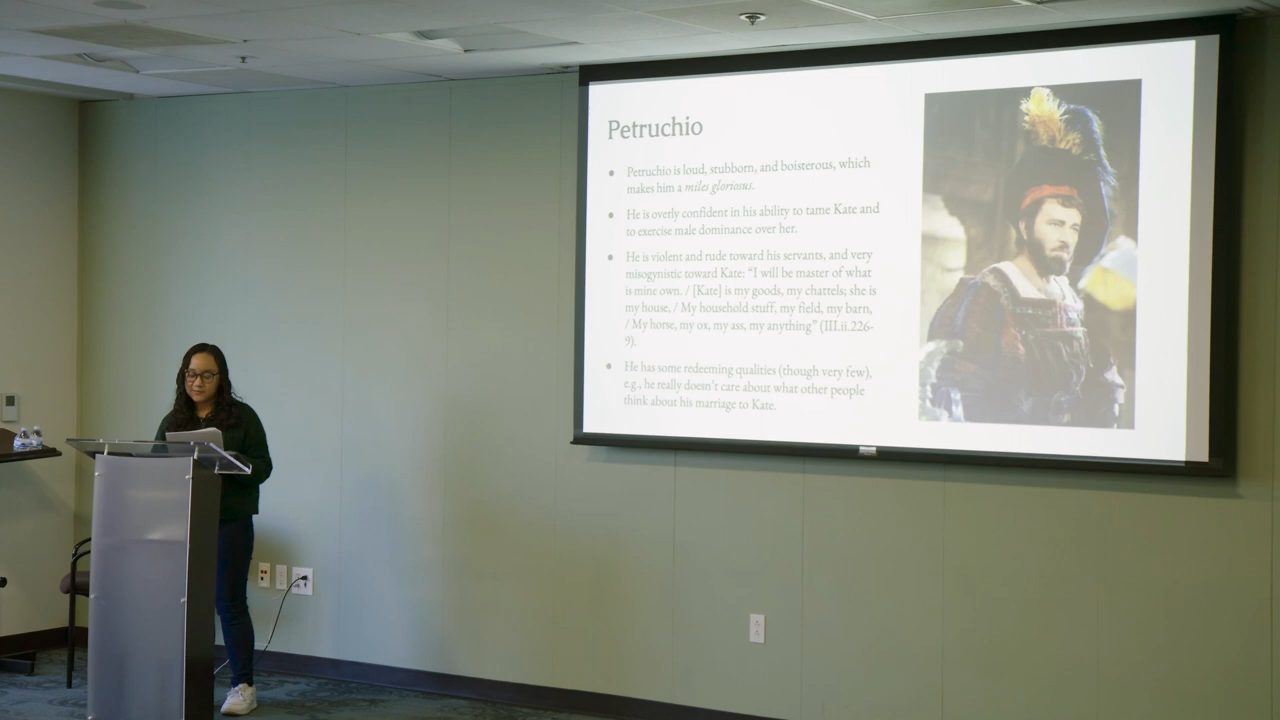 Petruchio
● Petruchio is loud, stubborn, and boisterous, which
makes him a miles gloriosus.
● He is overly confident in his ability to tame Kate and
to exercise male dominance over her.
● He is violent and rude toward his servants, and very
misogynistic toward Kate: “I will be master of what
is mine own. / [Kate] is my goods, my chattels; she is
my house, / My household stuff, my field, my barn,
/ My horse, my ox, my ass, my anything” (III.ii.226-
9).
● He has some redeeming qualities (though very few),
e.g., he really doesn’t care about what other people
think about his marriage to Kate.